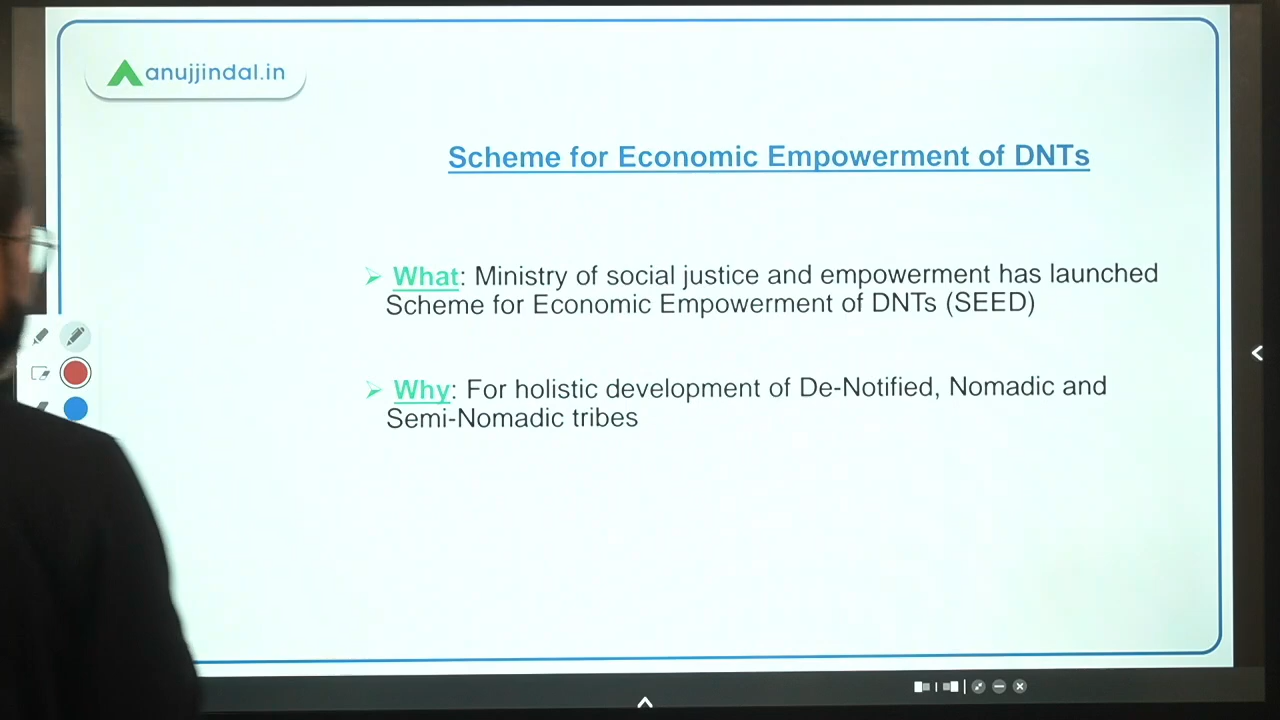 anujjindal.in
Scheme for Economic Empowerment of DNTs
What: Ministry of social justice and empowerment has launched
Scheme for Economic Empowerment of DNTs (SEED)
Why: For holistic development of De-Notified, Nomadic and
Semi-Nomadic tribes